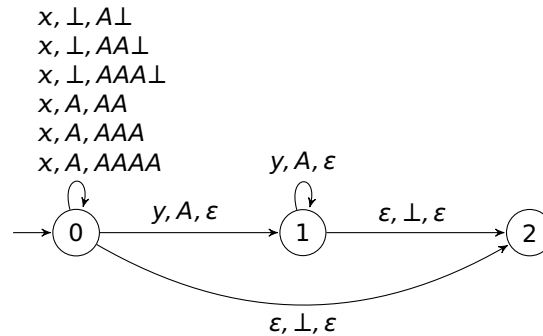 x, ⊥, A⊥
x, ⊥, AA⊥
x, ⊥, AAA⊥
x, A, AA
x, A, AAA
x, A, AAAA
y, A, ε
0
y, A, ε
1
ε, ⊥, ε
2
ε, ⊥, ε